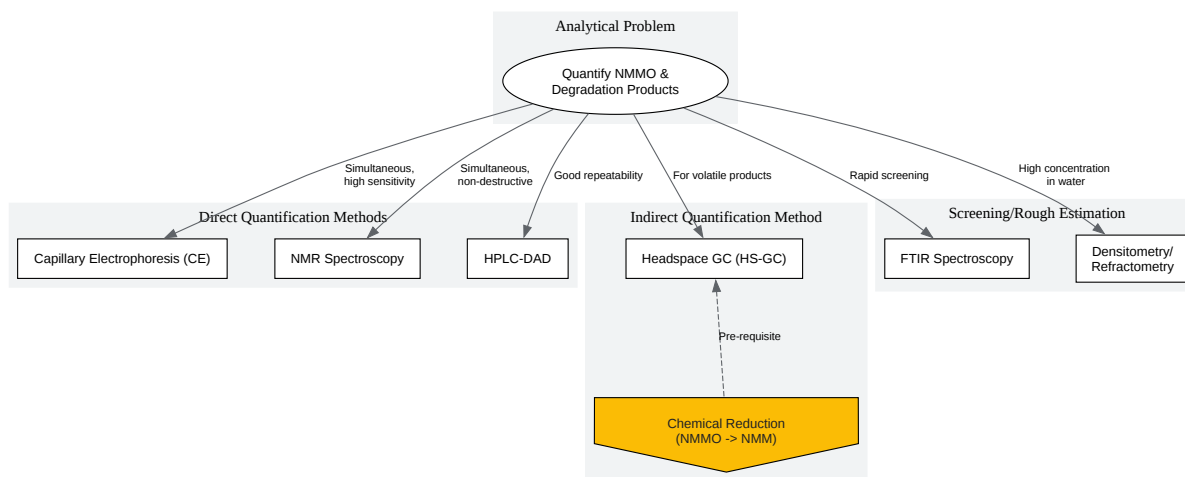 Analytical Problem
Quantify NMMO &
Degradation Products
Simultaneous,
high sensitivity
Simultaneous,
non-destructive
Good repeatability
For volatile products
Rapid screening
High concentration
in water
Direct Quantification Methods
Capillary Electrophoresis (CE)
NMR Spectroscopy
HPLC-DAD
Indirect Quantification Method
Headspace GC (HS-GC)
Screening/Rough Estimation
FTIR Spectroscopy
Densitometry/
Refractometry
Pre-requisite
Chemical Reduction
(NMMO -> NMM)